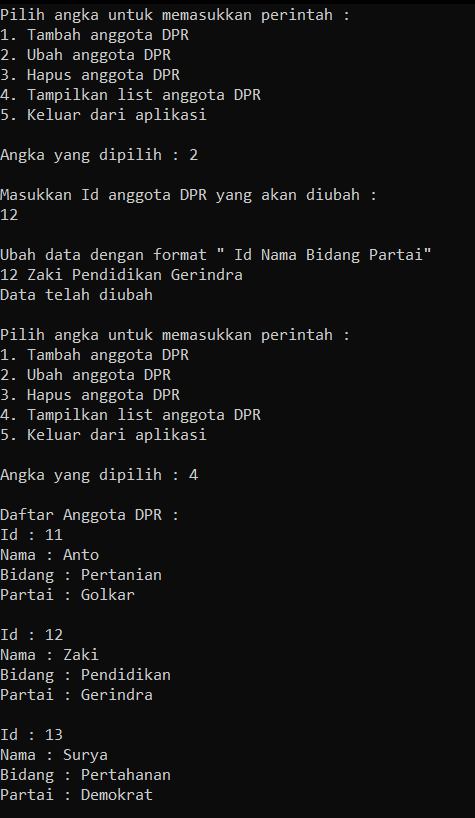 Pilih angka untuk memasukkan perintah :
1. Tambah anggota DPR
2. Ubah anggota DPR
3. Hapus anggota DPR
4. Tampilkan list anggota DPR
5. Keluar dari aplikasi
Angka yang dipilih : 2
Masukkan Id anggota DPR yang akan diubah :
12
Ubah data dengan format " Id Nama Bidang Partai"
12 Zaki Pendidikan Gerindra
Data telah diubah
Pilih angka untuk memasukkan perintah :
1. Tambah anggota DPR
2. Ubah anggota DPR
3. Hapus anggota DPR
4. Tampilkan list anggota DPR
5. Keluar dari aplikasi
Angka yang dipilih : 4
Daftar Anggota DPR :
Id : 11
Nama : Anto
Bidang : Pertanian
Partai : Golkar
Id : 12
Nama : Zaki
Bidang : Pendidikan
Partai : Gerindra
Id : 13
Nama : Surya
Bidang : Pertahanan
Partai : Demokrat